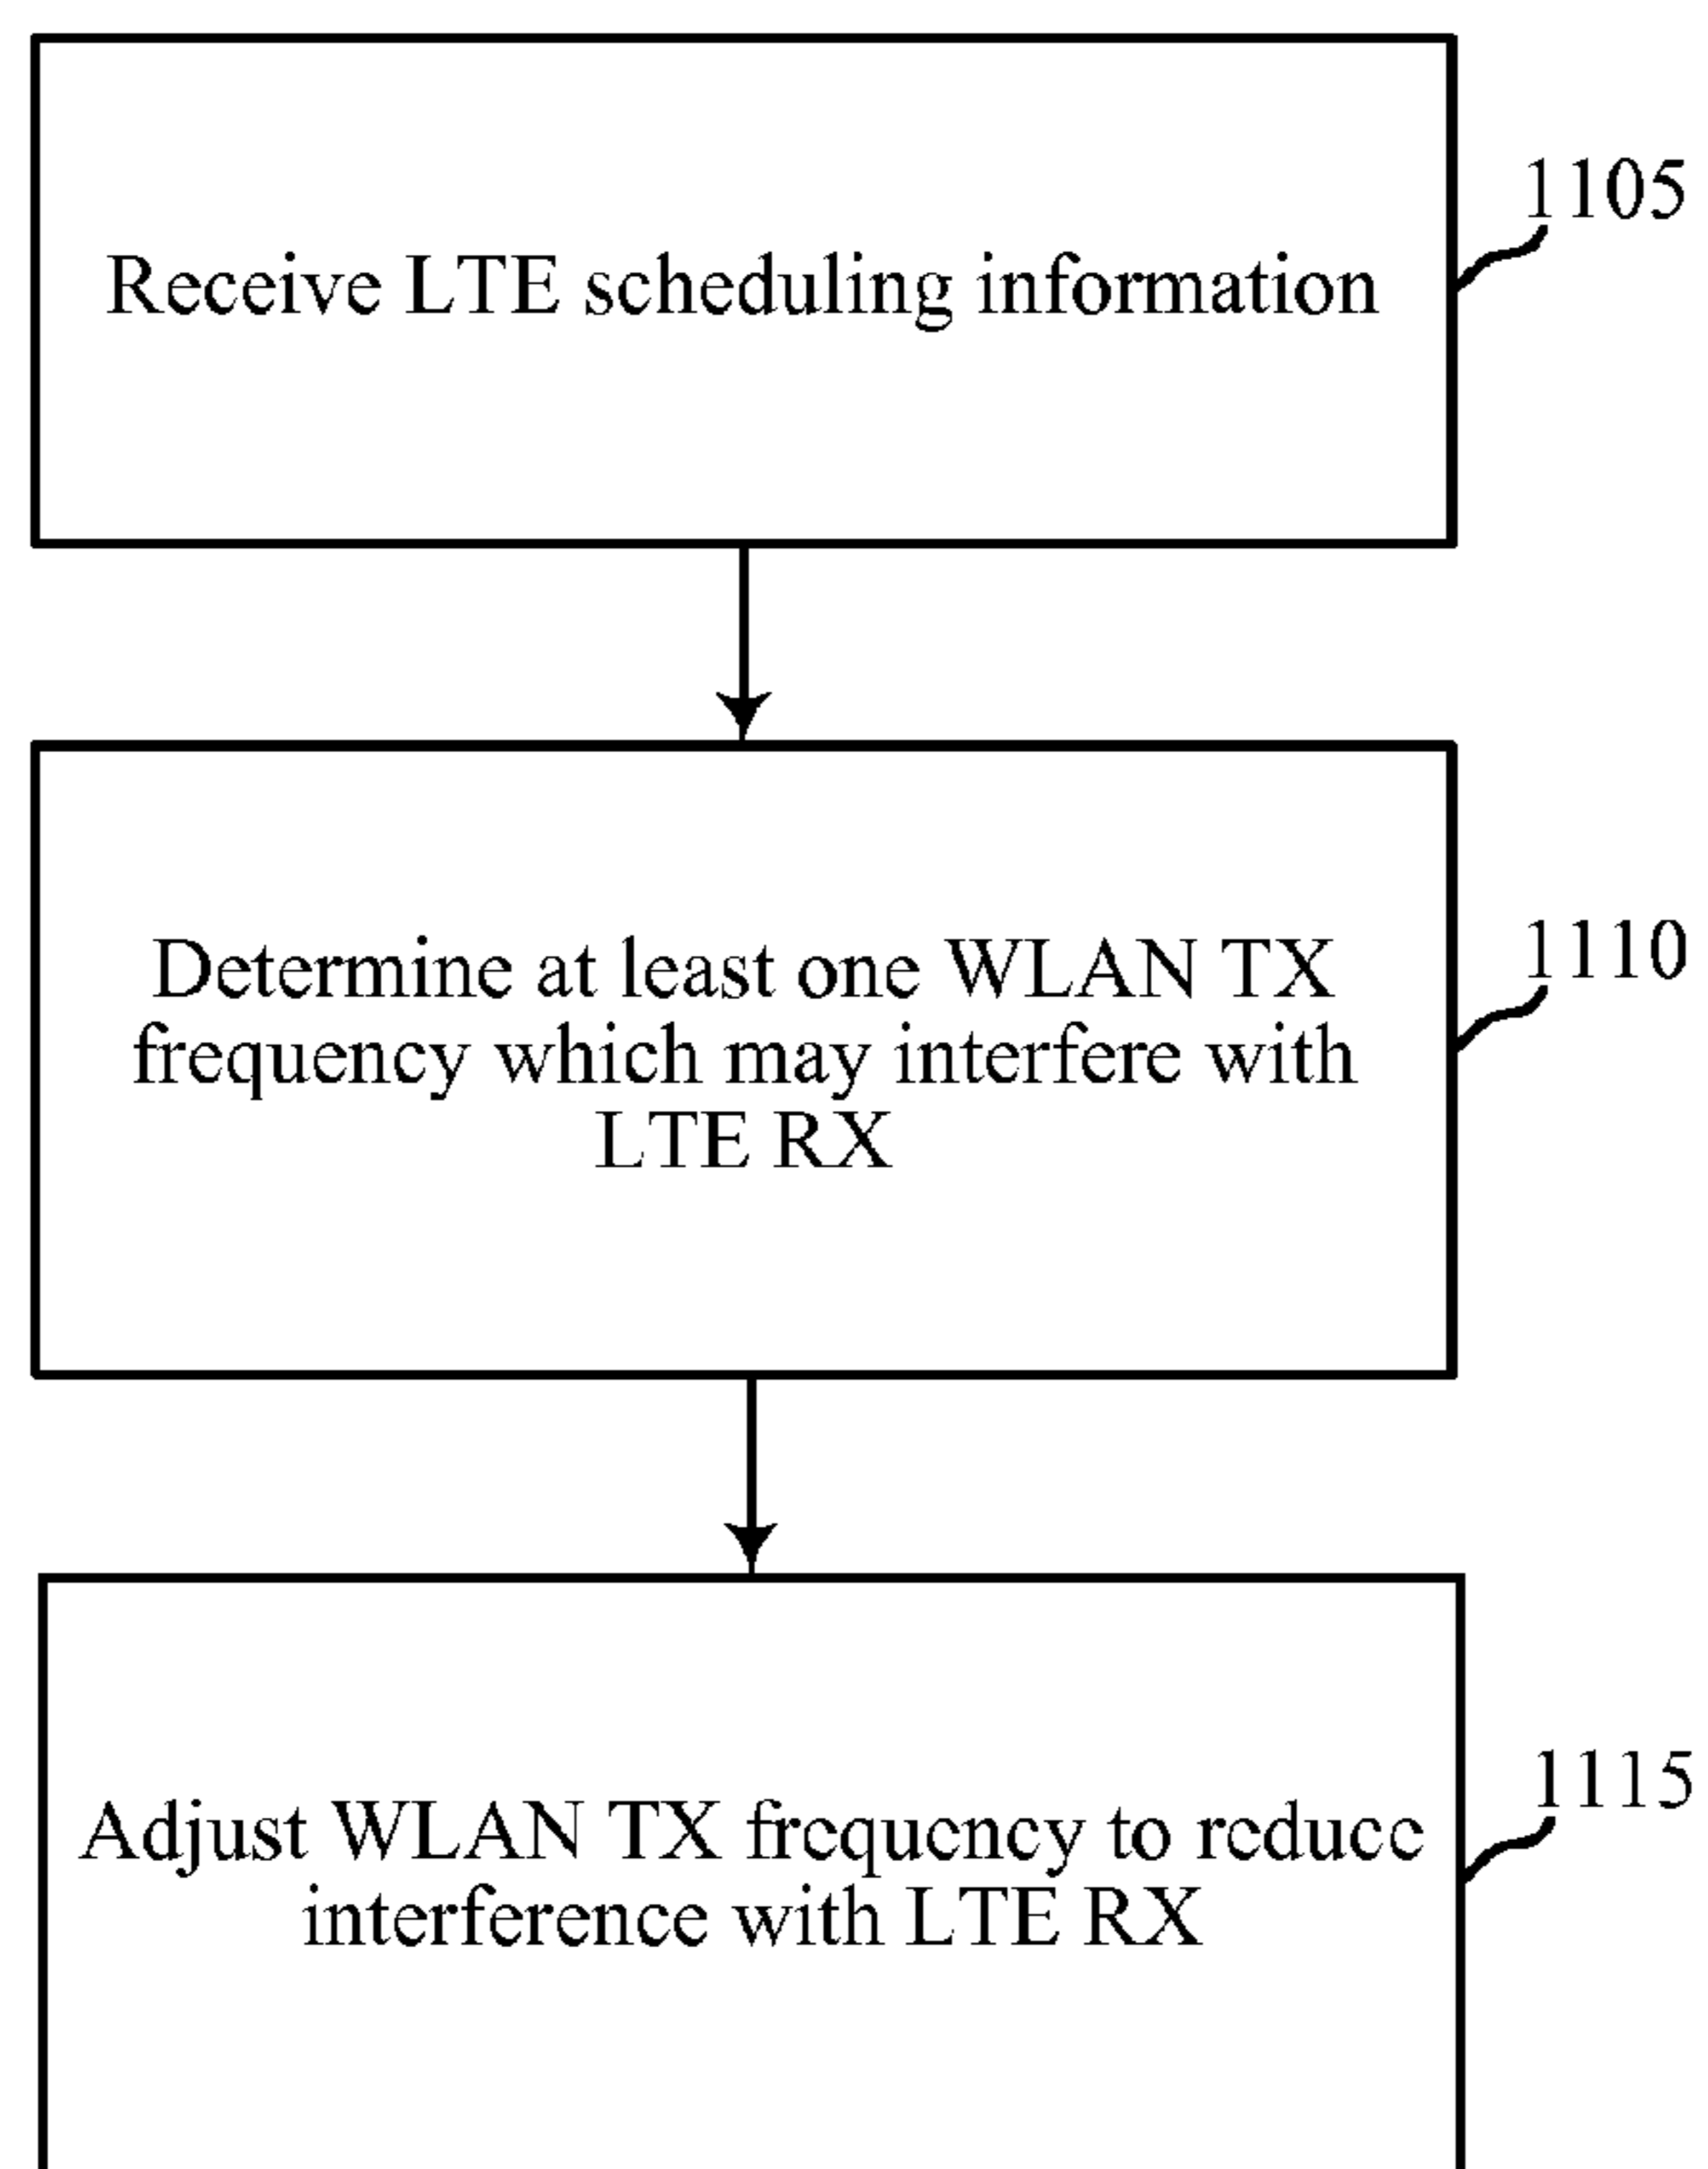 1105
Receive LTE scheduling information
1110
Determine at least one WLAN TX
frequency which may interfere with
LTE RX
1115
Adjust WLAN TX frequency to reduce
interference with LTE RX